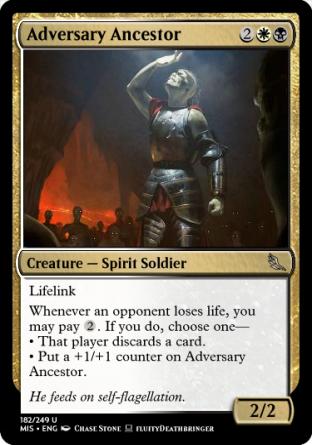 Adversary Ancestor 2
Creature — Spirit Soldier
Lifelink
Whenever an opponent loses life, you
may pay 2. If you do, choose one—
• That player discards a card.
• Put a +1/+1 counter on Adversary
Ancestor.
He feeds on self-flagellation.
182/249 U
MIS • ENG Chase Stone fluffyDeathbringer
2/2